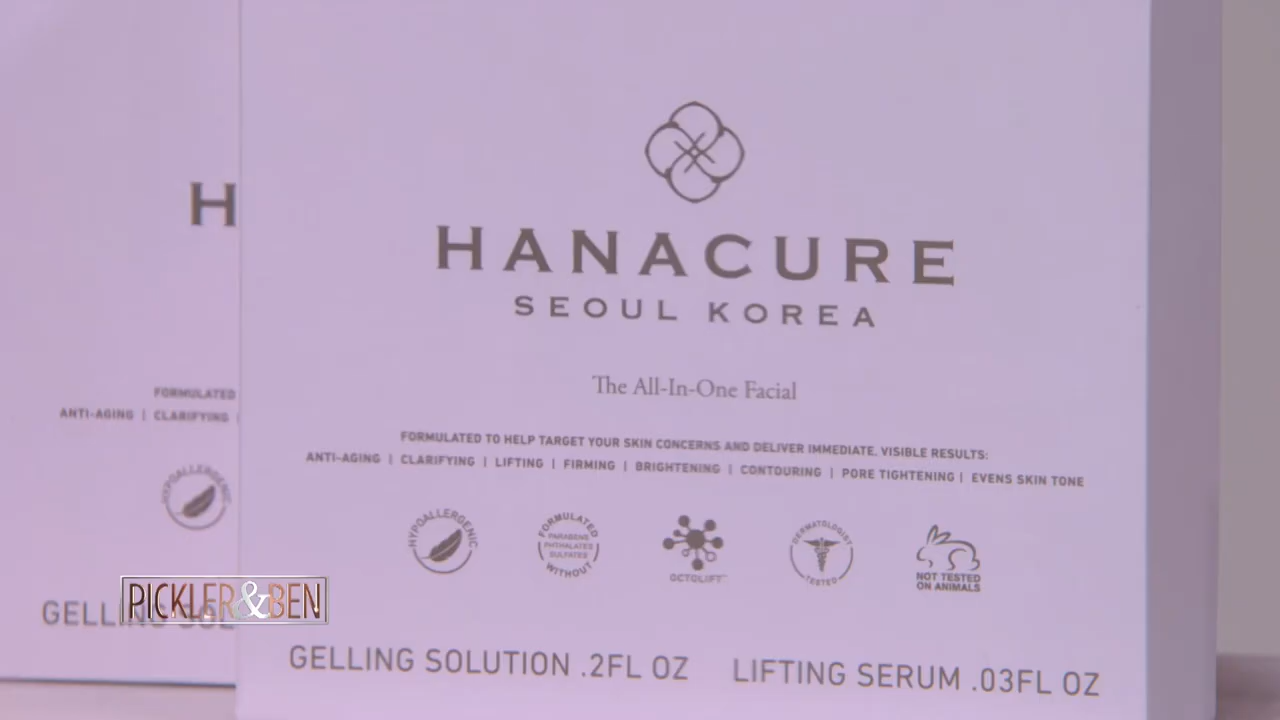 H
FORMULATED
ANTI-AGING | CLARIFYING |
HYPOALLERGENIC
GELLING SOL
HANACURE
SEOUL KOREA
The All-In-One Facial
FORMULATED TO HELP TARGET YOUR SKIN CONCERNS AND DELIVER IMMEDIATE, VISIBLE RESULTS:
ANTI-AGING | CLARIFYING | LIFTING | FIRMING | BRIGHTENING | CONTOURING | PORE TIGHTENING | EVENS SKIN TONE
HYPOALLERGENIC
FORMULATED
PARABENS
PHTHALATES
SULFATES
WITHOUT
OCTOLIFT™
DERMATOLOGIST
TESTED
NOT TESTED
ON ANIMALS
GELLING SOLUTION .2FL OZ LIFTING SERUM .03FL OZ
PICKLER&BEN